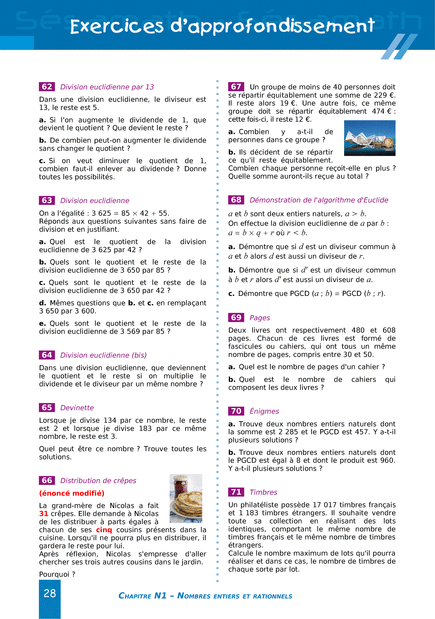 Exercices d'approfondissement
62 Division euclidienne par 13
Dans une division euclidienne, le diviseur est
13, le reste est 5.
a. Si l'on augmente le dividende de 1, que
devient le quotient ? Que devient le reste ?
b. De combien peut-on augmenter le dividende
sans changer le quotient ?
c. Si on veut diminuer le quotient de 1,
combien faut-il enlever au dividende ? Donne
toutes les possibilités.
63 Division euclidienne
On a l'égalité : 3 625 = 85 × 42 + 55.
Réponds aux questions suivantes sans faire de
division et en justifiant.
a. Quel est le quotient de la division
euclidienne de 3 625 par 42 ?
b. Quels sont le quotient et le reste de la
division euclidienne de 3 650 par 85 ?
c. Quels sont le quotient et le reste de la
division euclidienne de 3 650 par 42 ?
d. Mêmes questions que b. et c. en remplaçant
3 650 par 3 600.
e. Quels sont le quotient et le reste de la
division euclidienne de 3 569 par 85 ?
64 Division euclidienne (bis)
Dans une division euclidienne, que deviennent
le quotient et le reste si on multiplie le
dividende et le diviseur par un même nombre ?
65 Devinette
Lorsque je divise 134 par ce nombre, le reste
est 2 et lorsque je divise 183 par ce même
nombre, le reste est 3.
Quel peut être ce nombre ? Trouve toutes les
solutions.
66 Distribution de crêpes
(énoncé modifié)
La grand-mère de Nicolas a fait
31 crêpes. Elle demande à Nicolas
de les distribuer à parts égales à
chacun de ses cinq cousins présents dans la
cuisine. Lorsqu'il ne pourra plus en distribuer, il
gardera le reste pour lui.
Après réflexion, Nicolas s'empresse d'aller
chercher ses trois autres cousins dans le jardin.
Pourquoi ?
67 Un groupe de moins de 40 personnes doit
se répartir équitablement une somme de 229 €.
Il reste alors 19 €. Une autre fois, ce même
groupe doit se répartir équitablement 474 € :
cette fois-ci, il reste 12 €.
a. Combien y a-t-il de
personnes dans ce groupe ?
b. Ils décident de se répartir
ce qu'il reste équitablement.
Combien chaque personne reçoit-elle en plus ?
Quelle somme auront-ils reçue au total ?
68 Démonstration de l'algorithme d'Euclide
a et b sont deux entiers naturels, a > b.
On effectue la division euclidienne de a par b :
a = b × q + r où r < b.
a. Démontre que si d est un diviseur commun à
a et b alors d est aussi un diviseur de r.
b. Démontre que si d' est un diviseur commun
à b et r alors d' est aussi un diviseur de a.
c. Démontre que PGCD (a ; b) = PGCD (b ; r).
69 Pages
Deux livres ont respectivement 480 et 608
pages. Chacun de ces livres est formé de
fascicules ou cahiers, qui ont tous un même
nombre de pages, compris entre 30 et 50.
a. Quel est le nombre de pages d'un cahier ?
b. Quel est le nombre de cahiers qui
composent les deux livres ?
70 Énigmes
a. Trouve deux nombres entiers naturels dont
la somme est 2 285 et le PGCD est 457. Y a-t-il
plusieurs solutions ?
b. Trouve deux nombres entiers naturels dont
le PGCD est égal à 8 et dont le produit est 960.
Y a-t-il plusieurs solutions ?
71 Timbres
Un philatéliste possède 17 017 timbres français
et 1 183 timbres étrangers. Il souhaite vendre
toute sa collection en réalisant des lots
identiques, comportant le même nombre de
timbres français et le même nombre de timbres
étrangers.
Calcule le nombre maximum de lots qu'il pourra
réaliser et dans ce cas, le nombre de timbres de
chaque sorte par lot.
28 CHAPITRE N1 – NOMBRES ENTIERS ET RATIONNELS